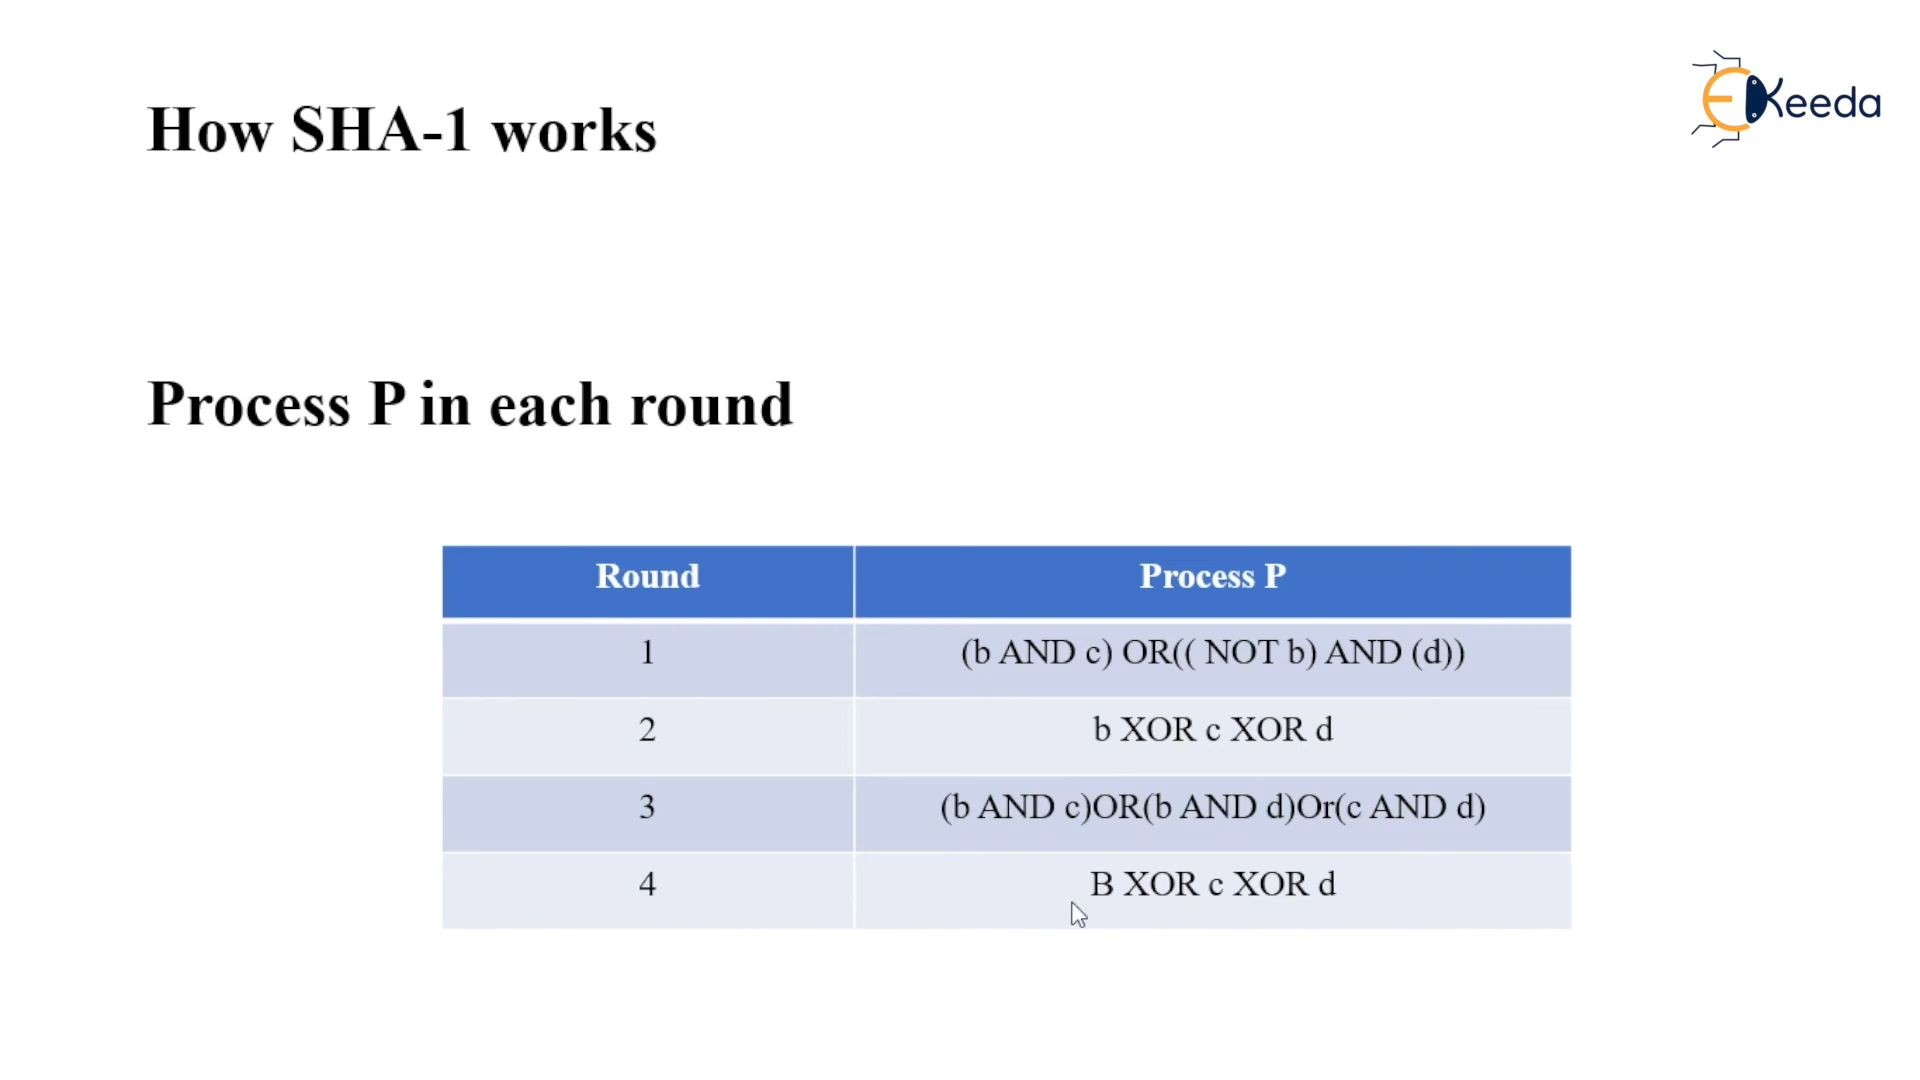 EKeeda
How SHA-1 works
Process P in each round
Round Process P
1 (b AND c) OR(( NOT b) AND (d))
2 b XOR c XOR d
3 (b AND c)OR(b AND d)Or(c AND d)
4 B XOR c XOR d